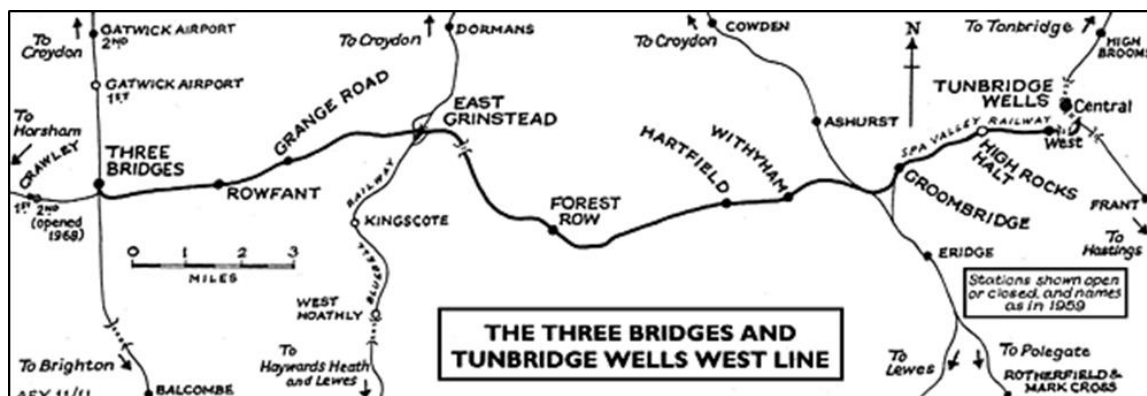 To Croydon
GATWICK AIRPORT
2ND
GATWICK AIRPORT
1ST
To Horsham
CRAWLEY
1ST 2ND
(opened
1968)
THREE
BRIDGES
ROWFANT
GRANGE ROAD
To Croydon
DORMANS
EAST
GRINSTEAD
BLUEBELL RAILWAY
KINGSCOTE
WEST
HOATHLY
To
Haywards Heath
and Lewes
0 1 2 3
MILES
To Brighton
BALCOMBE
FOREST
ROW
HARTFIELD
WITHYHAM
To Croydon
COWDEN
ASHURST
N
SPA VALLEY RAILWAY
GROOMBRIDGE
HIGH ROCKS
HALT
TUNBRIDGE
WELLS
Central
West
To Tonbridge
HIGH
BROOMS
FRANT
To
Hastings
ERIDGE
Stations shown open
or closed, and names
as in 1959
To
Lewes
To Polegate
ROTHERFIELD &
MARK CROSS
THE THREE BRIDGES AND
TUNBRIDGE WELLS WEST LINE